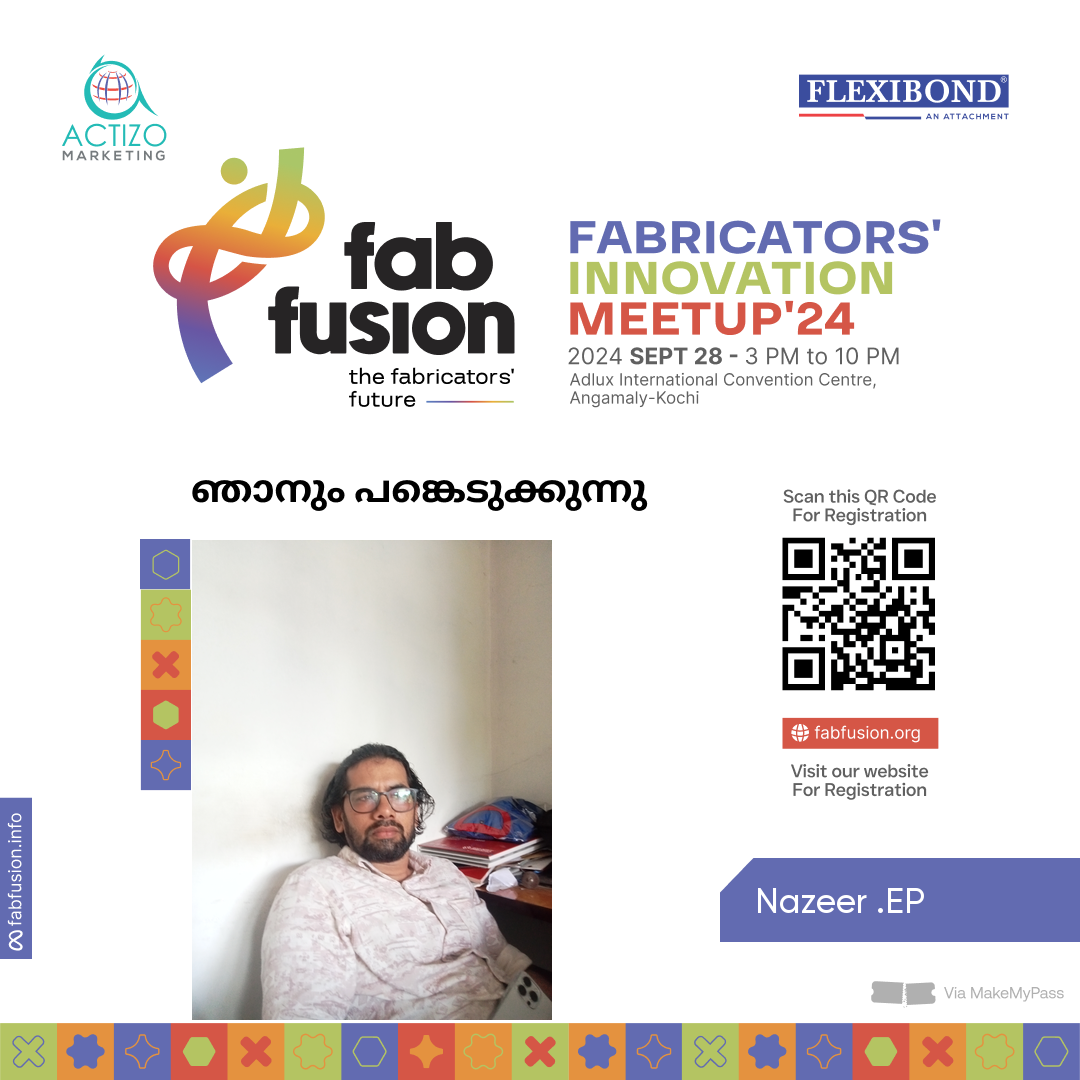 ACTIZO
MARKETING
FLEXIBOND®
AN ATTACHMENT
fab
fusion
the fabricators'
future
FABRICATORS'
INNOVATION
MEETUP'24
2024 SEPT 28 - 3 PM to 10 PM
Adlux International Convention Centre,
Angamaly-Kochi
ഞാനും പങ്കെടുക്കുന്നു
Scan this QR Code
For Registration
fabfusion.org
Visit our website
For Registration
fabfusion.info
Nazeer .EP
Via MakeMyPass